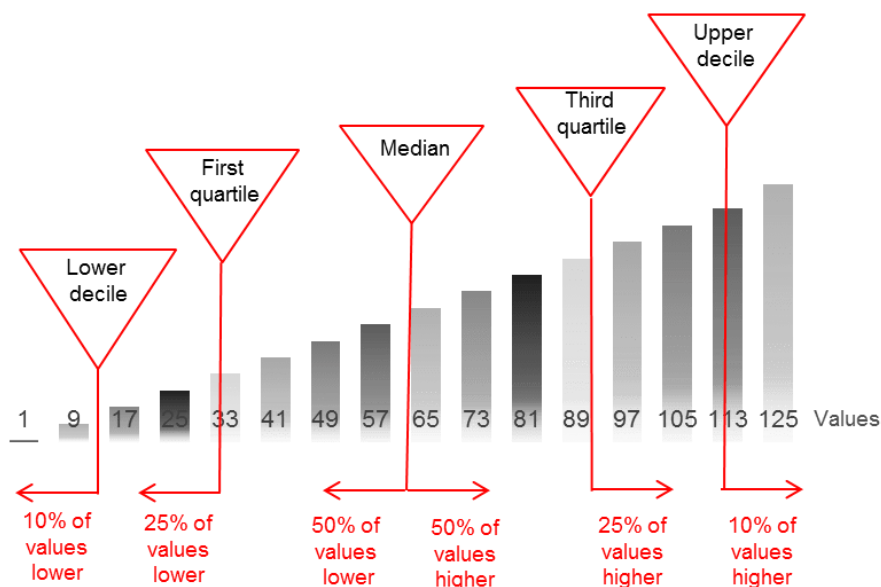 Upper
decile
Third
quartile
Median
First
quartile
Lower
decile
1 9 17 25 33 41 49 57 65 73 81 89 97 105 113 125 Values
10% of
values
lower
25% of
values
lower
50% of
values
lower
50% of
values
higher
25% of
values
higher
10% of
values
higher